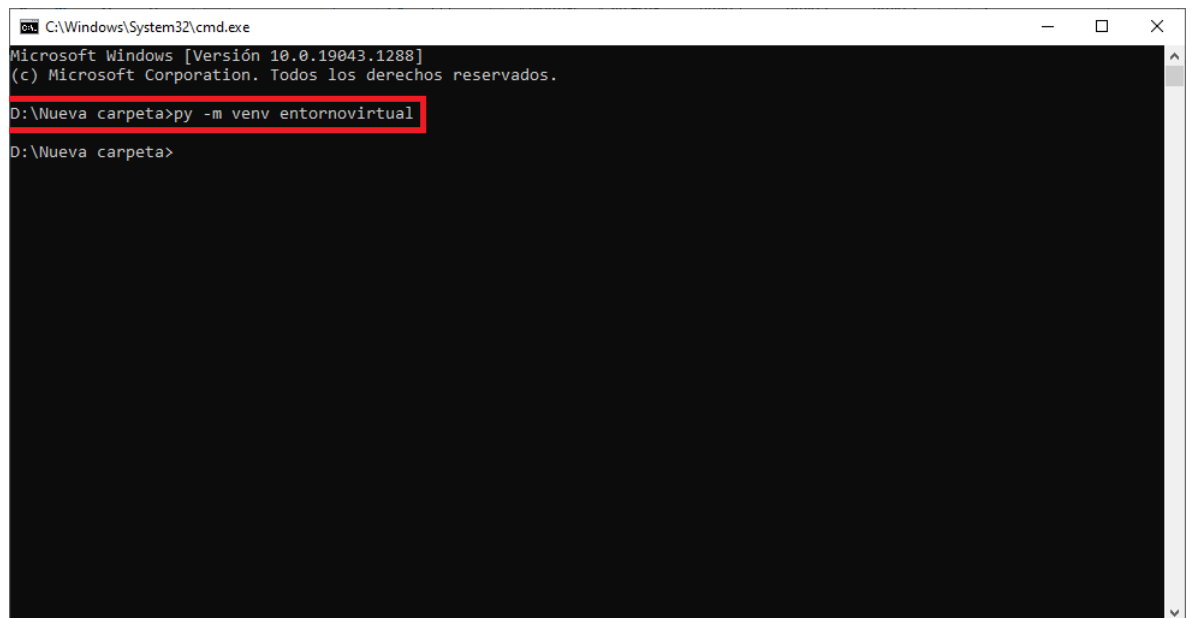 C:\Windows\System32\cmd.exe
Microsoft Windows [Versión 10.0.19043.1288]
(c) Microsoft Corporation. Todos los derechos reservados.
D:\Nueva carpeta>py -m venv entornovirtual
D:\Nueva carpeta>